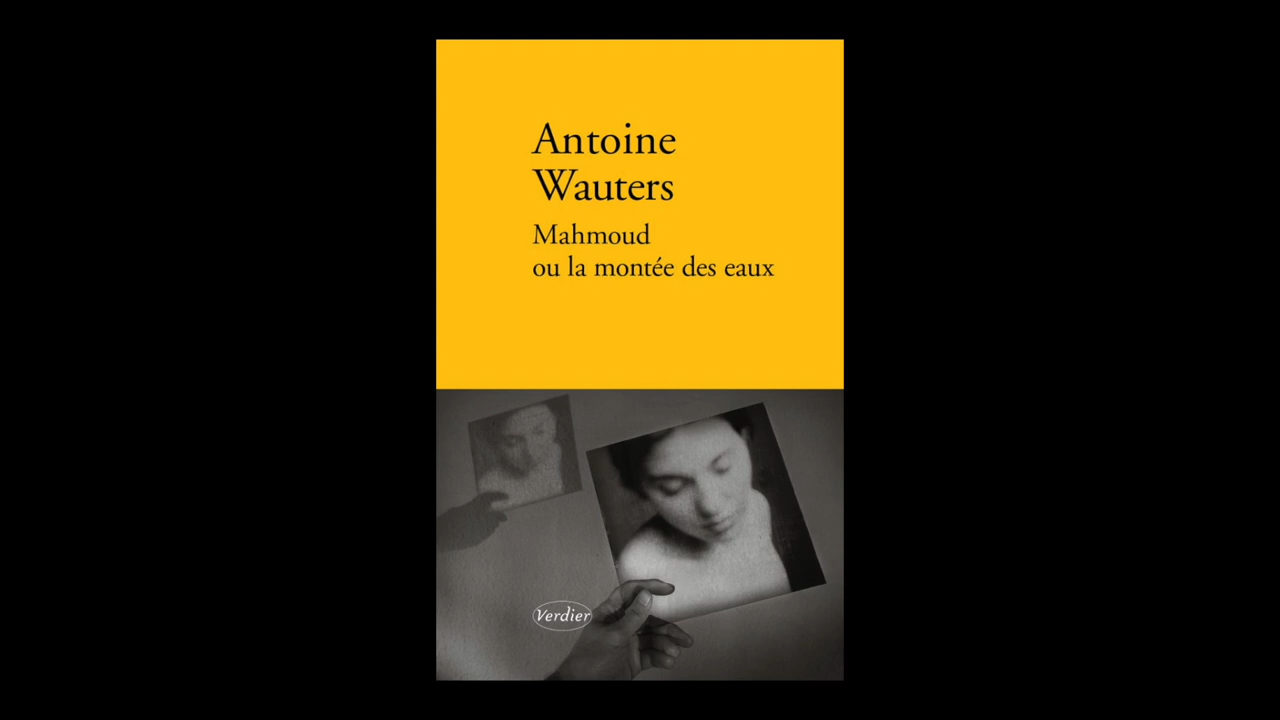 Antoine
Wauters
Mahmoud
ou la montée des eaux
Verdier